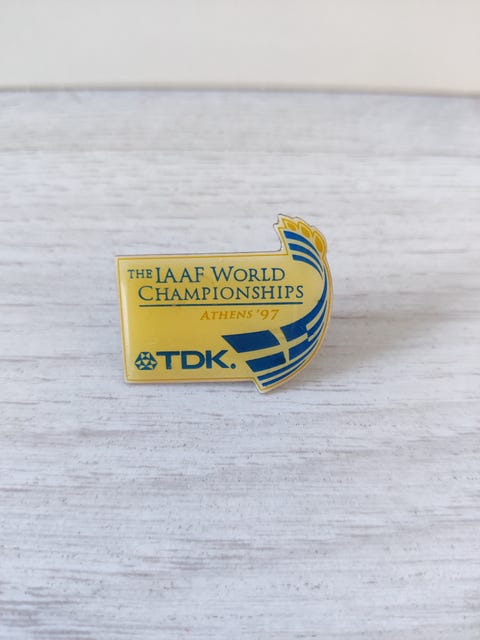 THE IAAF WORLD
CHAMPIONSHIPS
ATHENS '97
TDK.